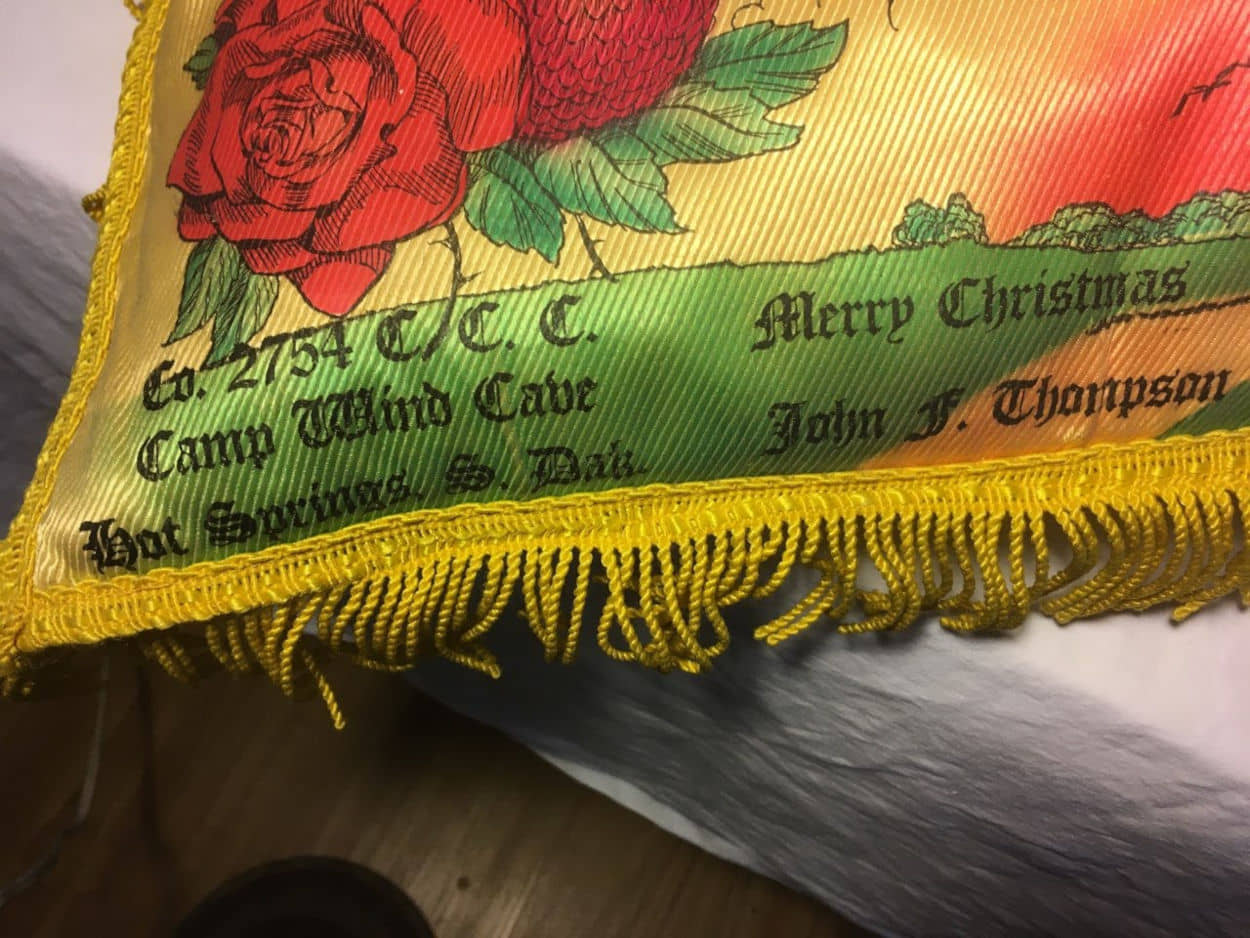 Co. 2754 C. C. C.
Camp Wind Cave
Hot Springs, S. Dak.
Merry Christmas
John F. Thompson